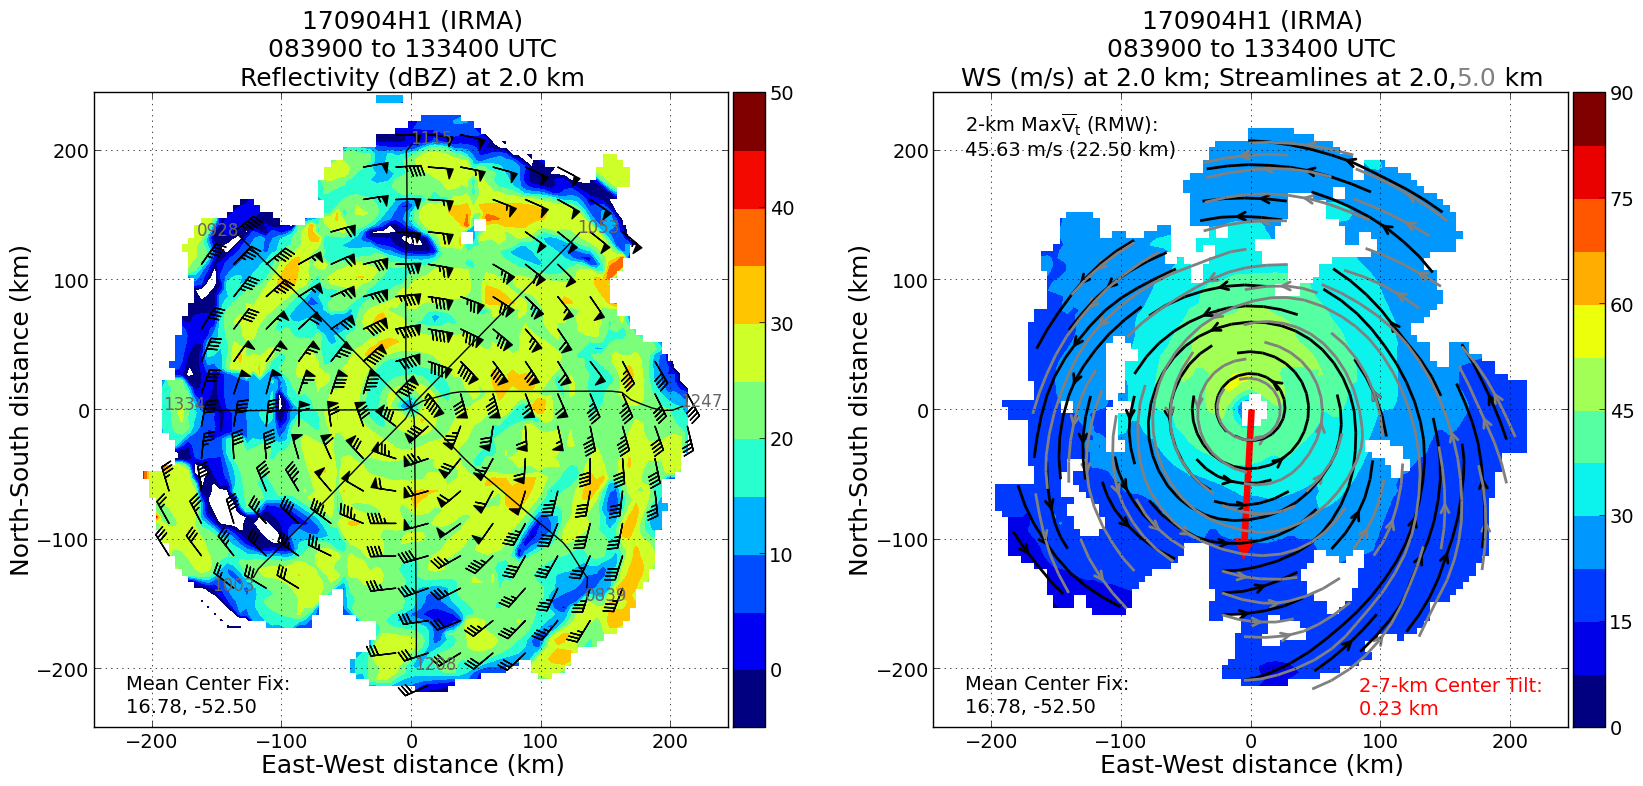 170904H1 (IRMA)
083900 to 133400 UTC
Reflectivity (dBZ) at 2.0 km
North-South distance (km)
200
100
0
−100
−200
1115
0928
1052
1334
1003
0839
1208
Mean Center Fix:
16.78, -52.50
−200 −100 0 100 200
East-West distance (km)
50
40
30
20
10
0
170904H1 (IRMA)
083900 to 133400 UTC
WS (m/s) at 2.0 km; Streamlines at 2.0,5.0 km
North-South distance (km)
200
100
0
−100
−200
2-km MaxV̅t (RMW):
45.63 m/s (22.50 km)
Mean Center Fix:
16.78, -52.50
2-7-km Center Tilt:
0.23 km
−200 −100 0 100 200
East-West distance (km)
90
75
60
45
30
15
0